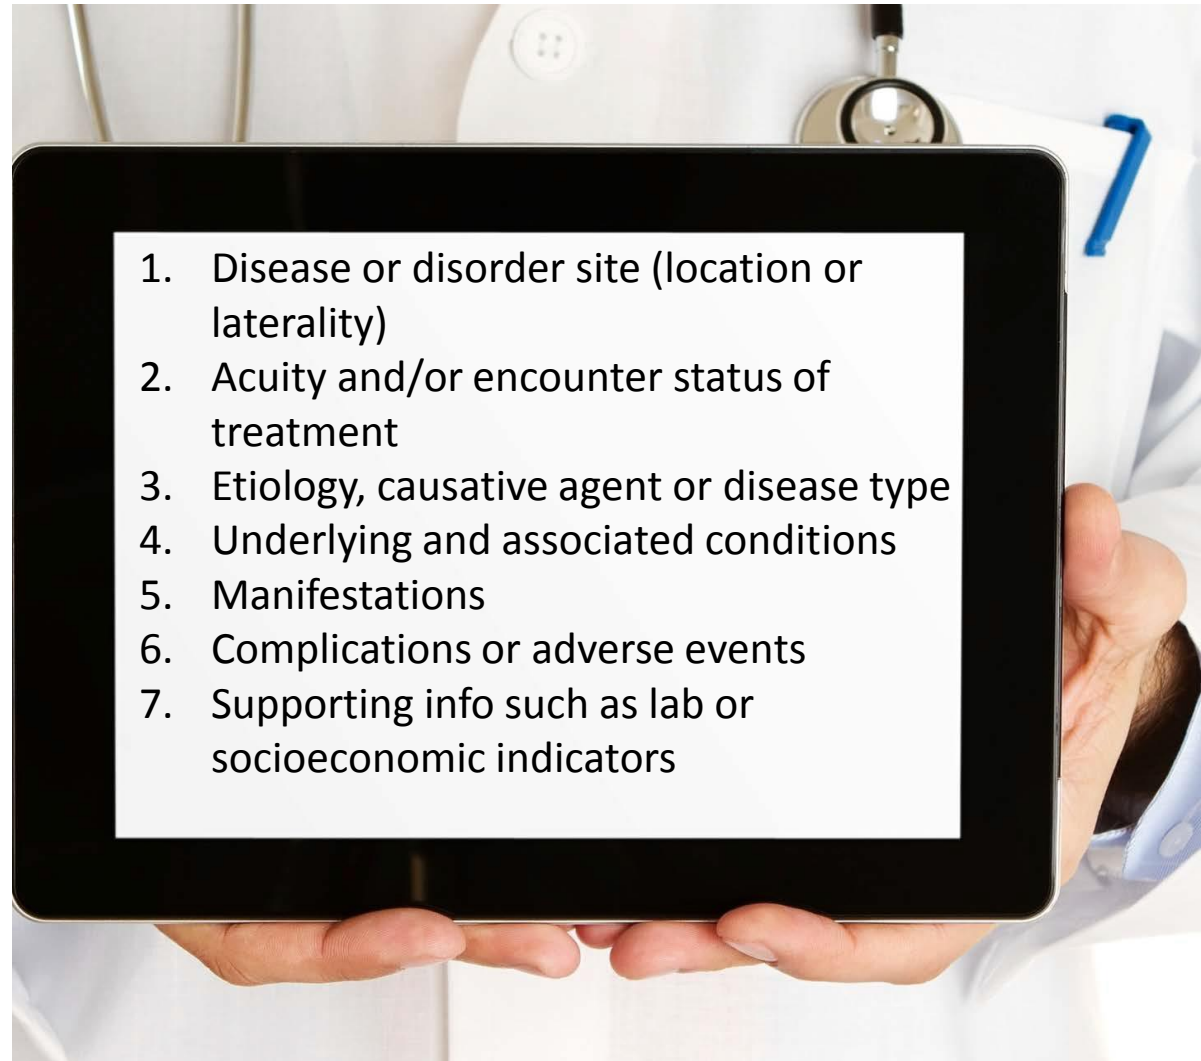 1. Disease or disorder site (location or
laterality)
2. Acuity and/or encounter status of
treatment
3. Etiology, causative agent or disease type
4. Underlying and associated conditions
5. Manifestations
6. Complications or adverse events
7. Supporting info such as lab or
socioeconomic indicators